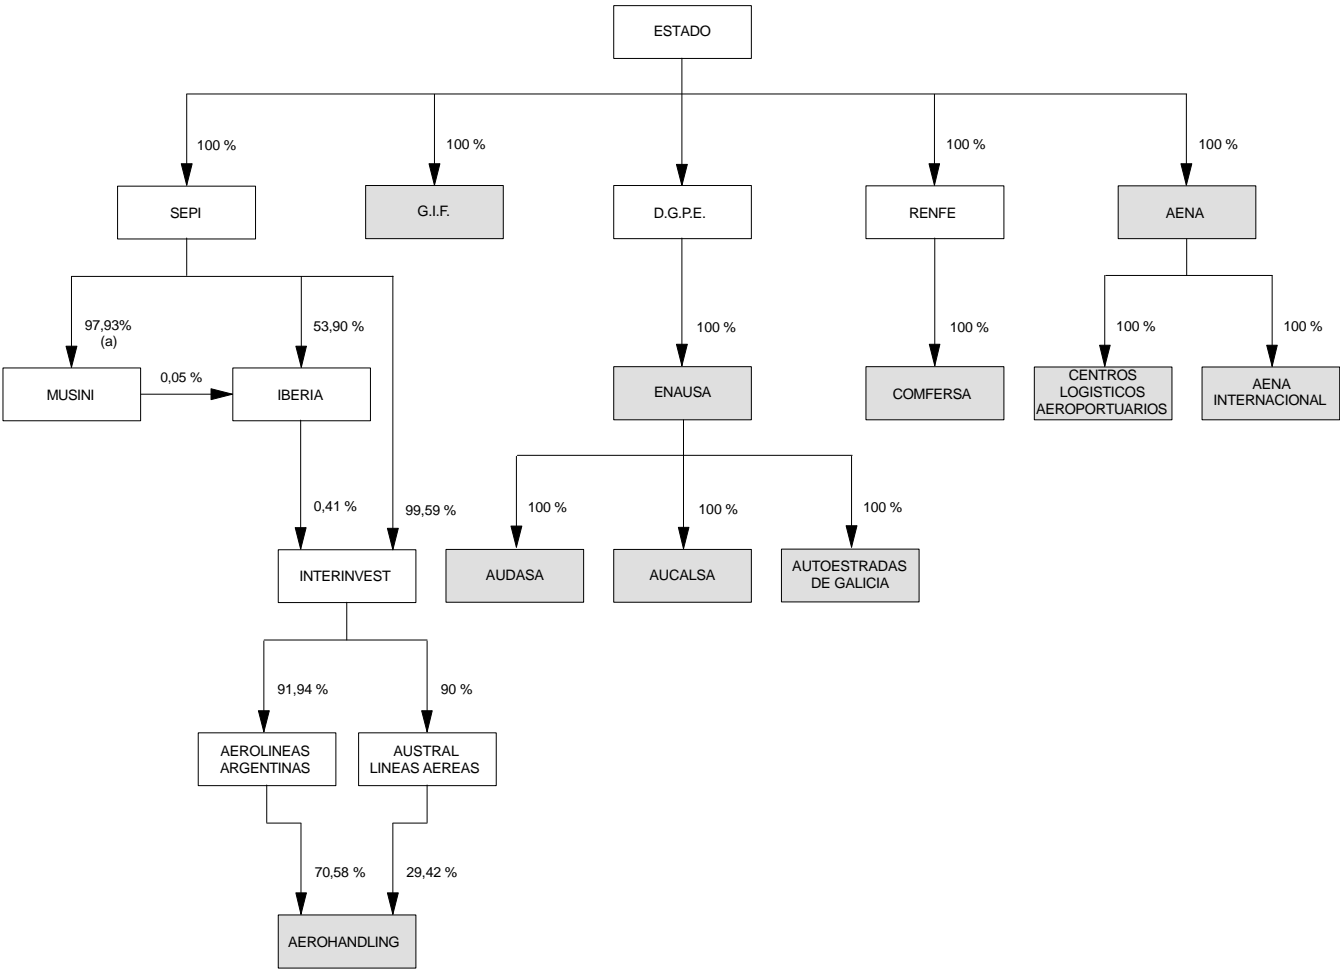 ESTADO
100 %
100 %
100 %
100 %
SEPI
G.I.F.
D.G.P.E.
RENFE
AENA
97,93%
(a)
53,90 %
100 %
100 %
100 %
100 %
MUSINI
0,05 %
IBERIA
ENAUSA
COMFERSA
CENTROS
LOGISTICOS
AEROPORTUARIOS
AENA
INTERNACIONAL
0,41 %
99,59 %
100 %
100 %
100 %
INTERINVEST
AUDASA
AUCALSA
AUTOESTRADAS
DE GALICIA
91,94 %
90 %
AEROLINEAS
ARGENTINAS
AUSTRAL
LINEAS AEREAS
70,58 %
29,42 %
AEROHANDLING